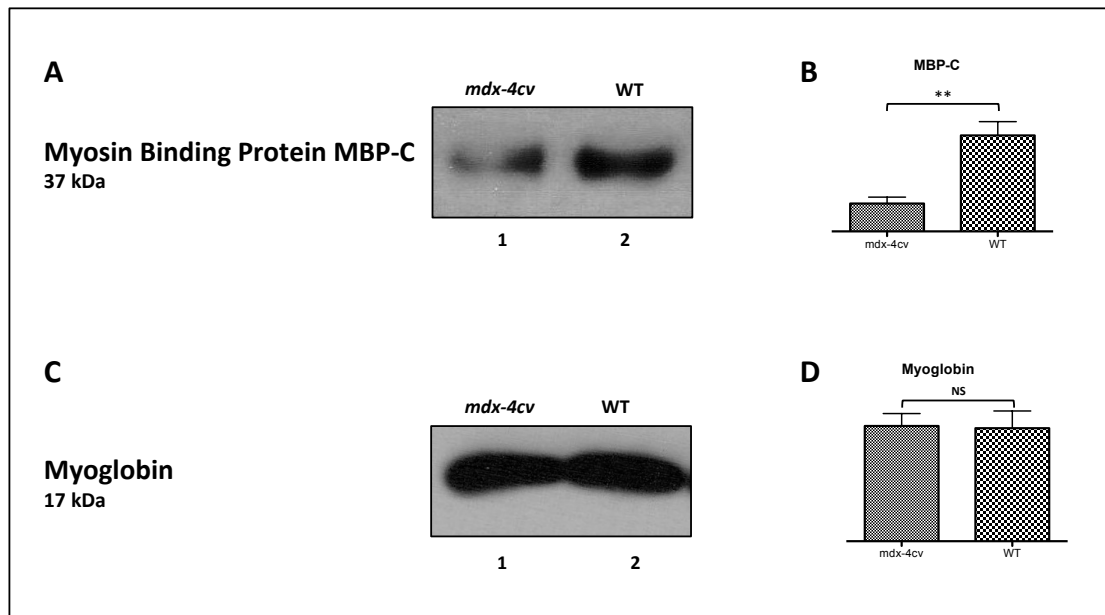 A
mdx-4cv WT
Myosin Binding Protein MBP-C
37 kDa
1 2
B
MBP-C
**
mdx-4cv WT
C
mdx-4cv WT
Myoglobin
17 kDa
1 2
D
Myoglobin
NS
mdx-4cv WT